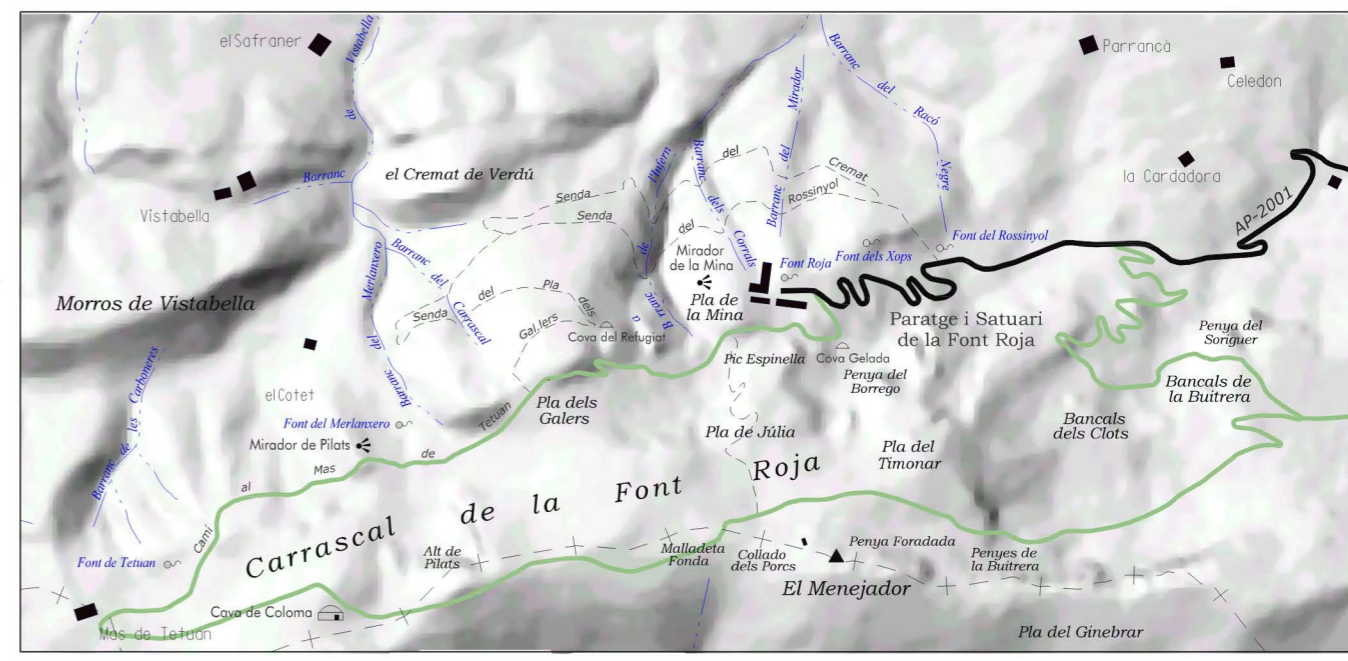 el Safraner
Barranc de Vistabella
Vistabella
el Cremat de Verdú
Morros de Vistabella
Barranc del Merlanxero
Barranc del Carrascal
Senda del Cremat
Senda del Rossinyol
Senda del Pla dels Gal.lers
Barranc de l'Infern
Barranc dels Corrals
Barranc del Mirador
Barranc del Racó Negre
Parrancà
Celedon
la Cardadora
AP-2001
Font del Rossinyol
Font dels Xops
Font Roja
Mirador
de la Mina
Pla de
la Mina
B rranc a
Cova del Refugiat
Paratge i Satuari
de la Font Roja
Pic Espinella
Cova Gelada
Penya del
Borrego
Penya del
Soriguer
Bancals de
la Buitrera
Bancals
dels Clots
Barranc de les Carboneres
el Cotet
Font del Merlanxero
Mirador de Pilats
Pla dels
Galers
Pla de Júlia
Pla del
Timonar
Camí al Mas de Tetuan
Carrascal de la Font Roja
Font de Tetuan
Alt de
Pilats
Malladeta
Fonda
Collado
dels Porcs
Penya Foradada
Penyes de
la Buitrera
El Menejador
Cava de Coloma
Mas de Tetuan
Pla del Ginebrar